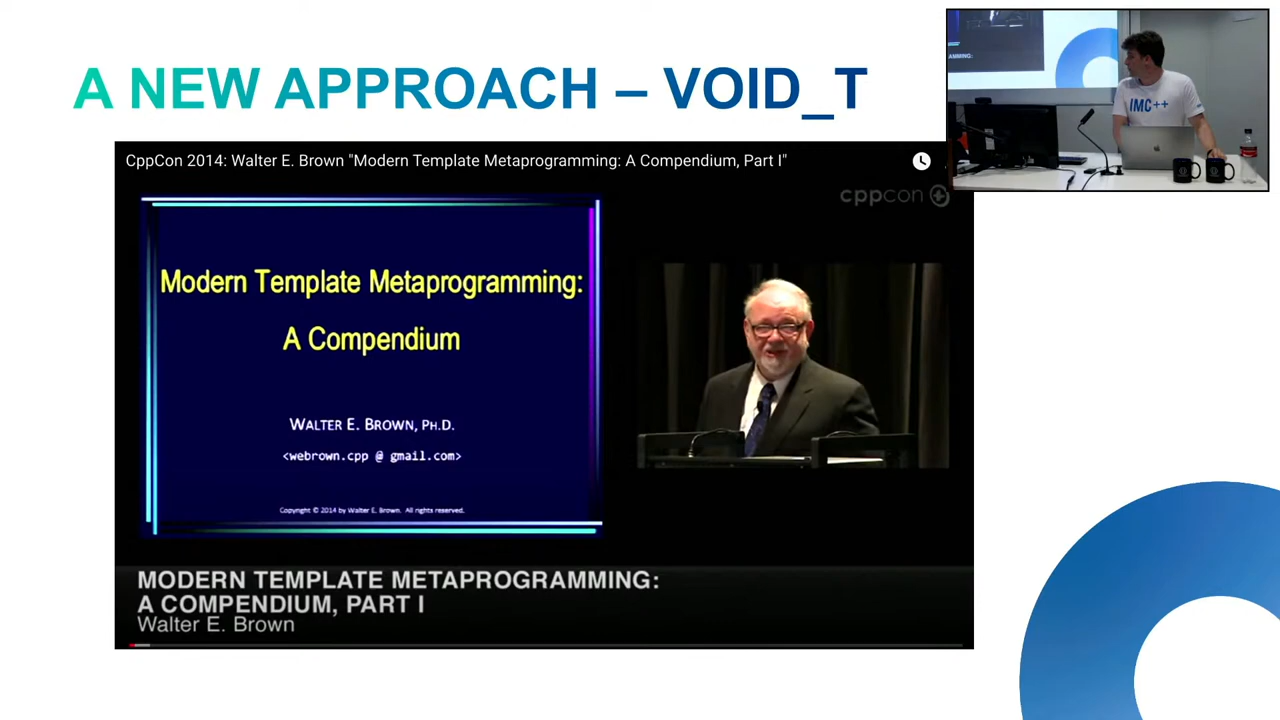 A NEW APPROACH – VOID_T
CppCon 2014: Walter E. Brown "Modern Template Metaprogramming: A Compendium, Part I"
cppcon
Modern Template Metaprogramming:
A Compendium
WALTER E. BROWN, PH.D.
<webrown.cpp @ gmail.com>
Copyright © 2014 by Walter E. Brown. All rights reserved.
MODERN TEMPLATE METAPROGRAMMING:
A COMPENDIUM, PART I
Walter E. Brown
IMC++